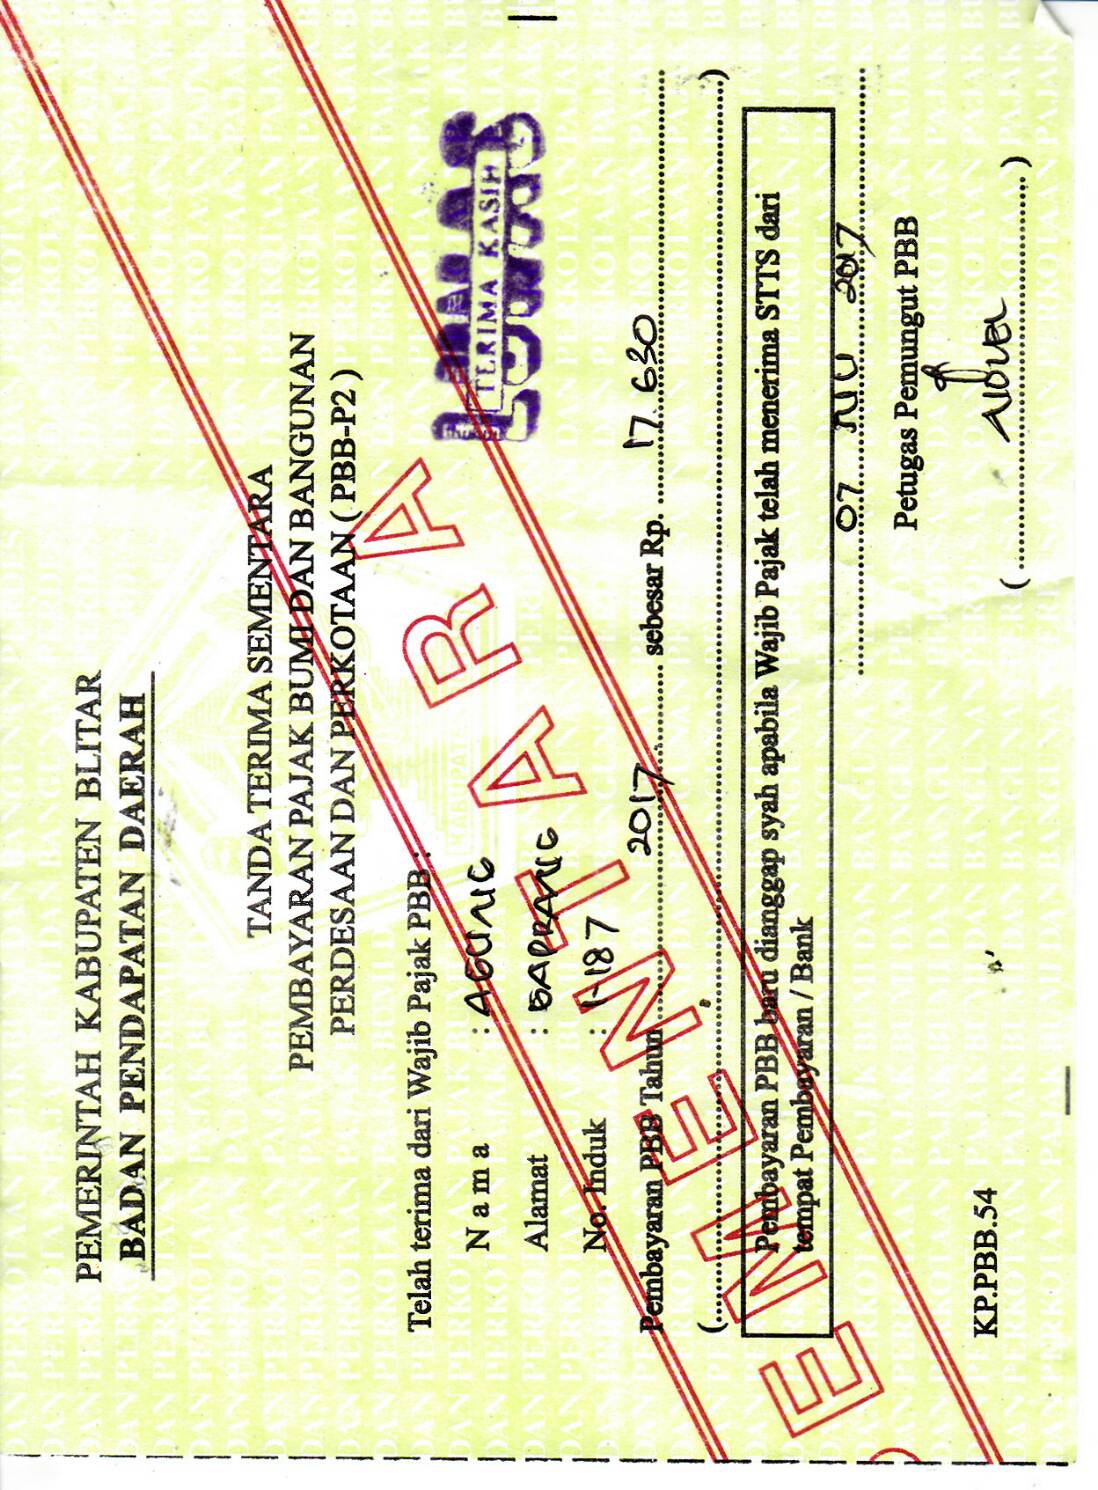 PEMERINTAH KABUPATEN BLITAR
BADAN PENDAPATAN DAERAH
TANDA TERIMA SEMENTARA
PEMBAYARAN PAJAK BUMI DAN BANGUNAN
PERDESAAN DAN PERKOTAAN ( PBB-P2 )
Telah terima dari Wajib Pajak PBB :
N a m a : AGUNG
Alamat : GAPRANG
No. Induk : 1-187
Pembayaran PBB Tahun 2017 sebesar Rp. 17.630
(....................)
LUNAS
TERIMA KASIH
Pembayaran PBB baru dianggap syah apabila Wajib Pajak telah menerima STTS dari
tempat Pembayaran / Bank
07 JUL 2017
Petugas Pemungut PBB
(....................)
KP.PBB.54
SEMENTARA